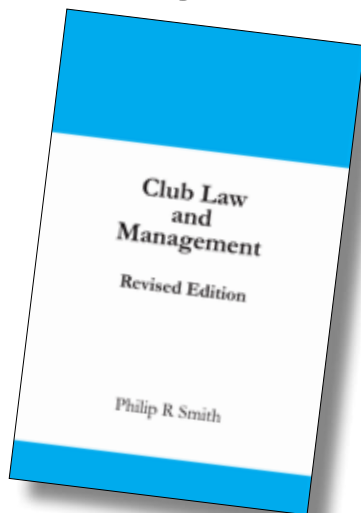 Club Law
and
Management
Revised Edition
Philip R Smith